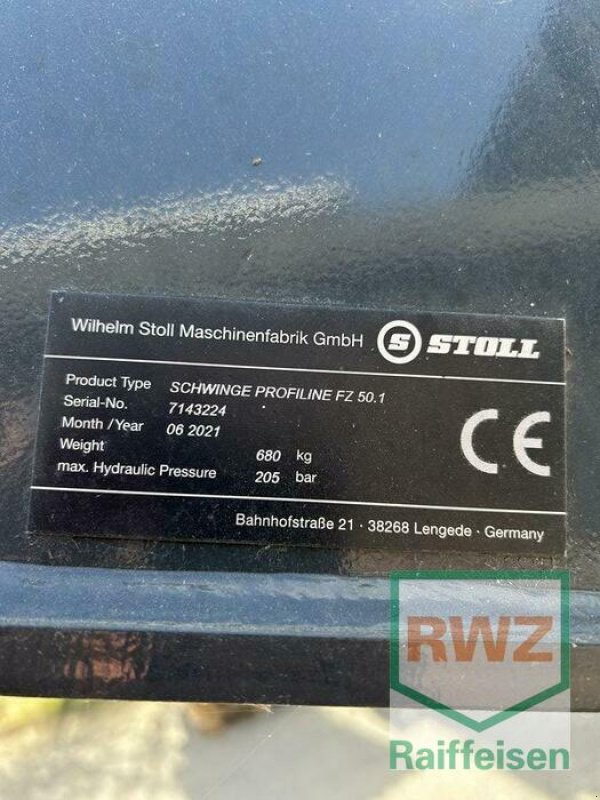 Wilhelm Stoll Maschinenfabrik GmbH S STOLL
Product Type SCHWINGE PROFILINE FZ 50.1
Serial-No. 7143224
Month /Year 06 2021
Weight 680 kg
max. Hydraulic Pressure 205 bar
CE
Bahnhofstraße 21 · 38268 Lengede · Germany
RWZ
Raiffeisen